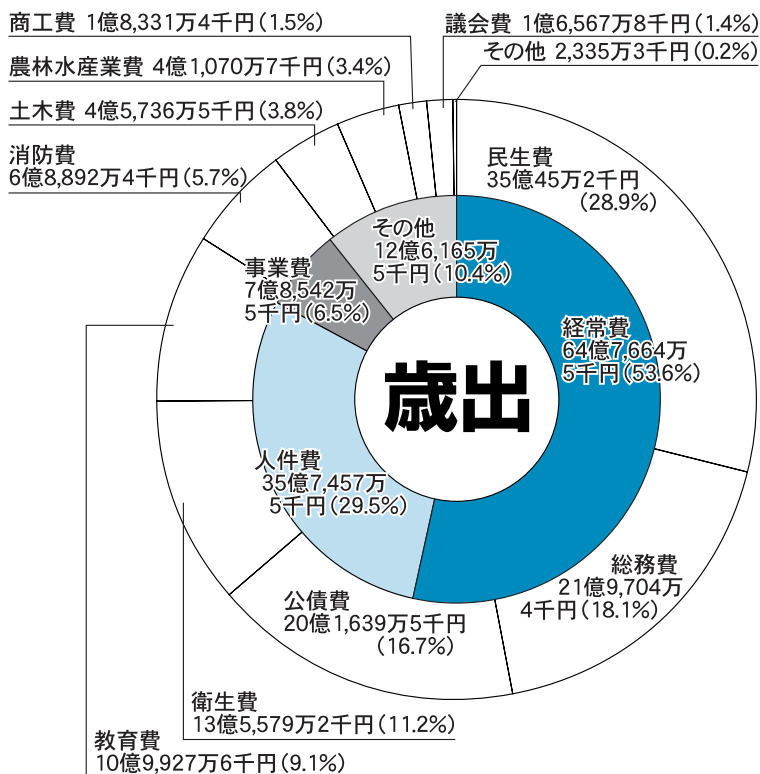 商工費 1億8,331万4千円(1.5%)
農林水産業費 4億1,070万7千円(3.4%)
土木費 4億5,736万5千円(3.8%)
消防費
6億8,892万4千円(5.7%)
議会費 1億6,567万8千円(1.4%)
その他 2,335万3千円(0.2%)
民生費
35億45万2千円
(28.9%)
その他
12億6,165万
5千円(10.4%)
事業費
7億8,542万
5千円(6.5%)
経常費
64億7,664万
5千円(53.6%)
歳出
人件費
35億7,457万
5千円(29.5%)
総務費
21億9,704万
4千円(18.1%)
公債費
20億1,639万5千円
(16.7%)
衛生費
13億5,579万2千円(11.2%)
教育費
10億9,927万6千円(9.1%)